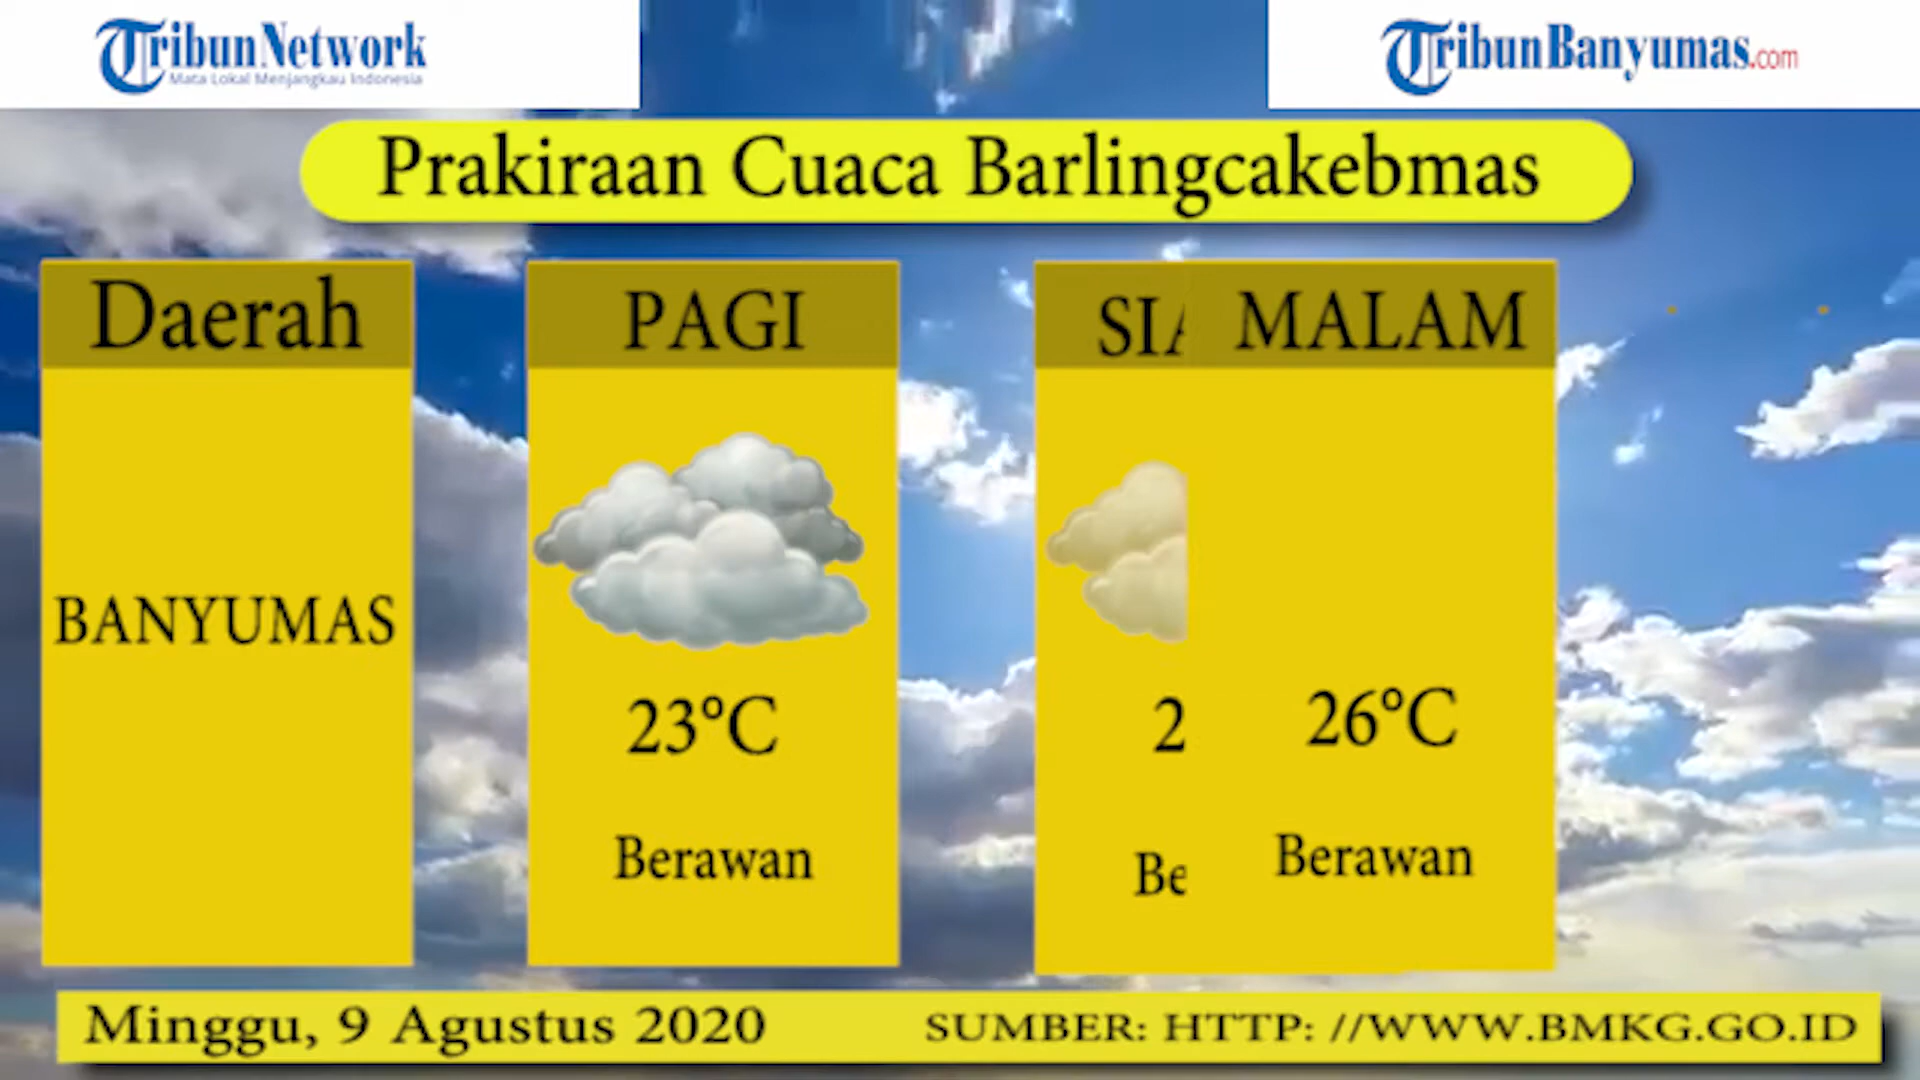 TribunNetwork
Mata Lokal Menjangkau Indonesia
TribunBanyumas.com
Prakiraan Cuaca Barlingcakebmas
Daerah
BANYUMAS
PAGI
23°C
Berawan
MALAM
26°C
Berawan
Minggu, 9 Agustus 2020
SUMBER: HTTP: //WWW.BMKG.GO.ID